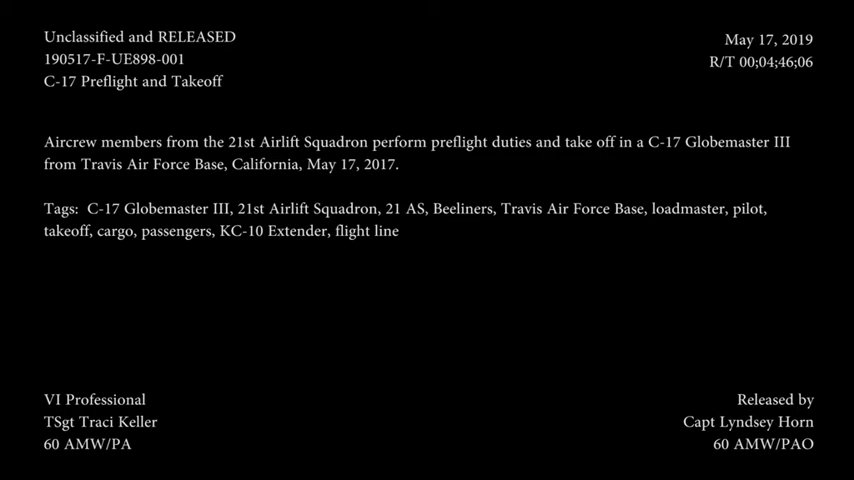 Unclassified and RELEASED
190517-F-UE898-001
C-17 Preflight and Takeoff
May 17, 2019
R/T 00;04;46;06
Aircrew members from the 21st Airlift Squadron perform preflight duties and take off in a C-17 Globemaster III
from Travis Air Force Base, California, May 17, 2017.
Tags:  C-17 Globemaster III, 21st Airlift Squadron, 21 AS, Beeliners, Travis Air Force Base, loadmaster, pilot,
takeoff, cargo, passengers, KC-10 Extender, flight line
VI Professional
TSgt Traci Keller
60 AMW/PA
Released by
Capt Lyndsey Horn
60 AMW/PAO